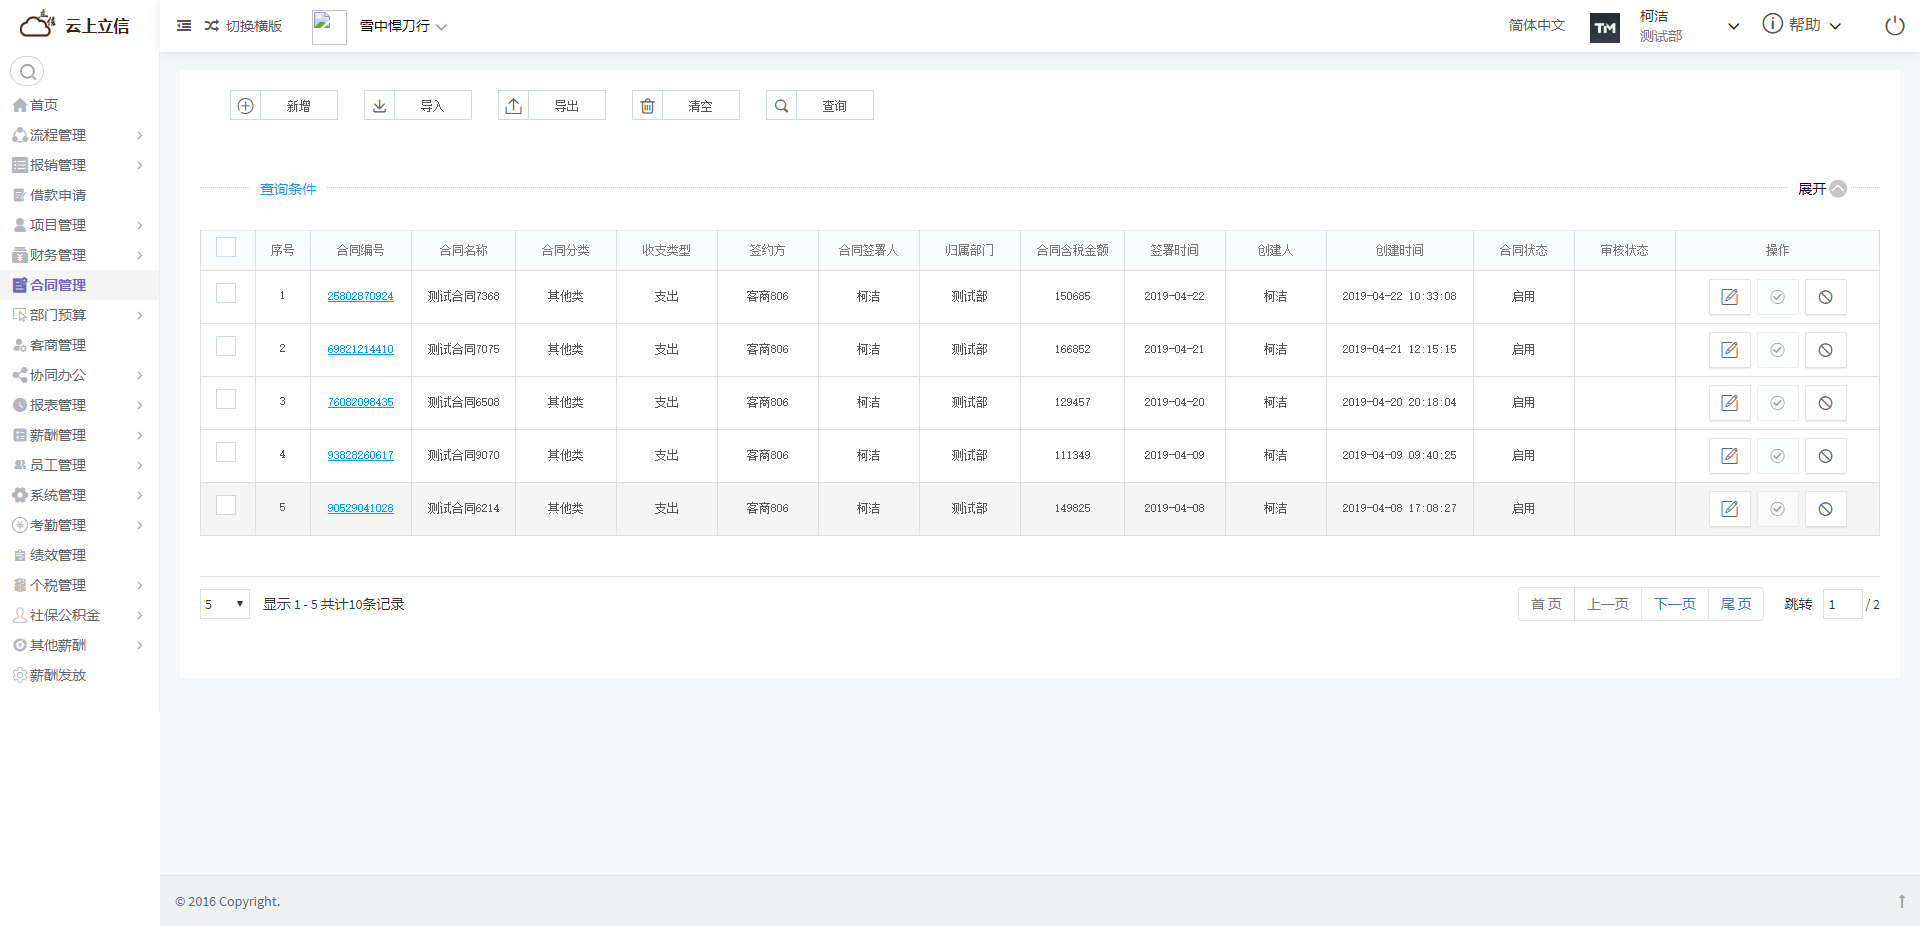 云上立信
切换横版
雪中悍刀行
简体中文
TM
柯洁
测试部
帮助
首页
流程管理
报销管理
借款申请
项目管理
财务管理
合同管理
部门预算
客商管理
协同办公
报表管理
薪酬管理
员工管理
系统管理
考勤管理
绩效管理
个税管理
社保公积金
其他薪酬
薪酬发放
新增 导入 导出 清空 查询
查询条件 展开
序号 合同编号 合同名称 合同分类 收支类型 签约方 合同签署人 归属部门 合同含税金额 签署时间 创建人 创建时间 合同状态 审核状态 操作
1 25802870924 测试合同7368 其他类 支出 客商806 柯洁 测试部 150685 2019-04-22 柯洁 2019-04-22 10:33:08 启用
2 69821214410 测试合同7075 其他类 支出 客商806 柯洁 测试部 166852 2019-04-21 柯洁 2019-04-21 12:15:15 启用
3 76082098435 测试合同6508 其他类 支出 客商806 柯洁 测试部 129457 2019-04-20 柯洁 2019-04-20 20:18:04 启用
4 93828260617 测试合同9070 其他类 支出 客商806 柯洁 测试部 111349 2019-04-09 柯洁 2019-04-09 09:40:25 启用
5 90529041028 测试合同6214 其他类 支出 客商806 柯洁 测试部 149825 2019-04-08 柯洁 2019-04-08 17:08:27 启用
5 显示 1 - 5 共计10条记录 首 页 上一页 下一页 尾 页 跳转 1 / 2
© 2016 Copyright.